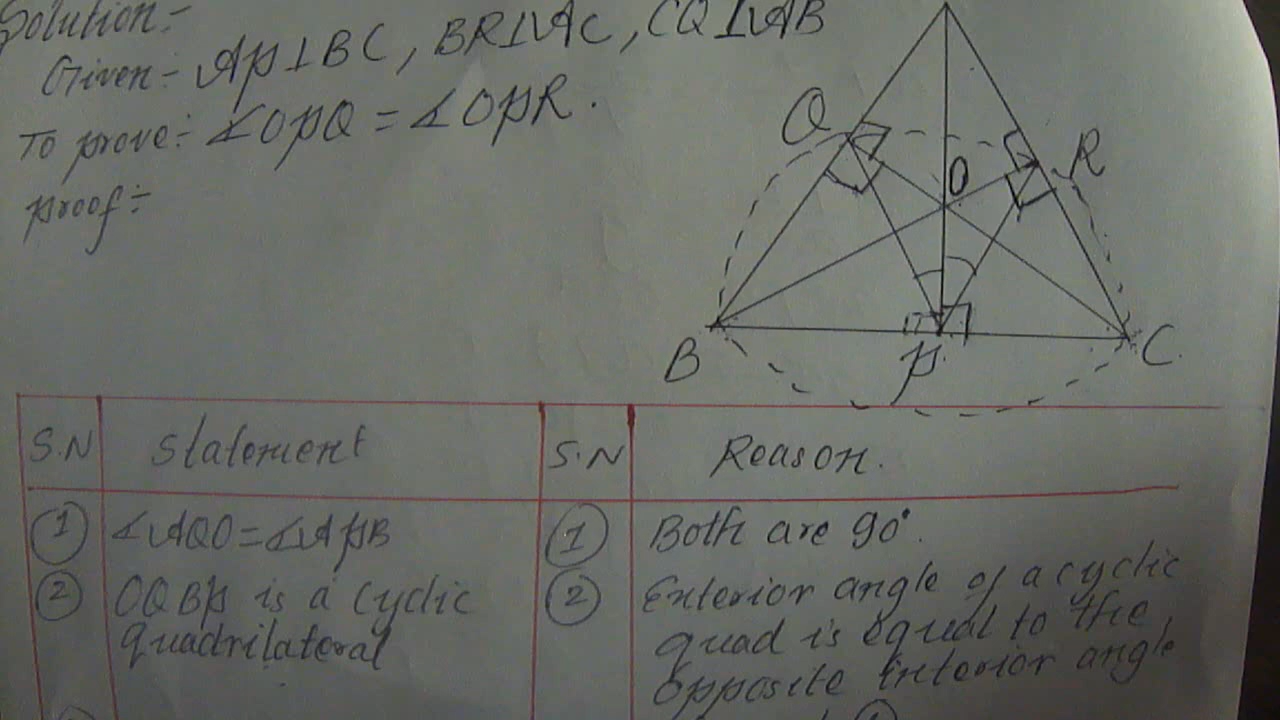 Solution:-
Given:- AP⊥BC, BR⊥AC, CQ⊥AB
To prove:- ∡OPQ = ∡OPR.
proof:-
Q
O
R
B
P
C.
S.N Statement S.N Reason.
① ∡AQO=∡APB ① Both are 90°.
② OQBP is a cyclic ② Exterior angle of a cyclic
quadrilateral quad is equal to the
opposite interior angle
①